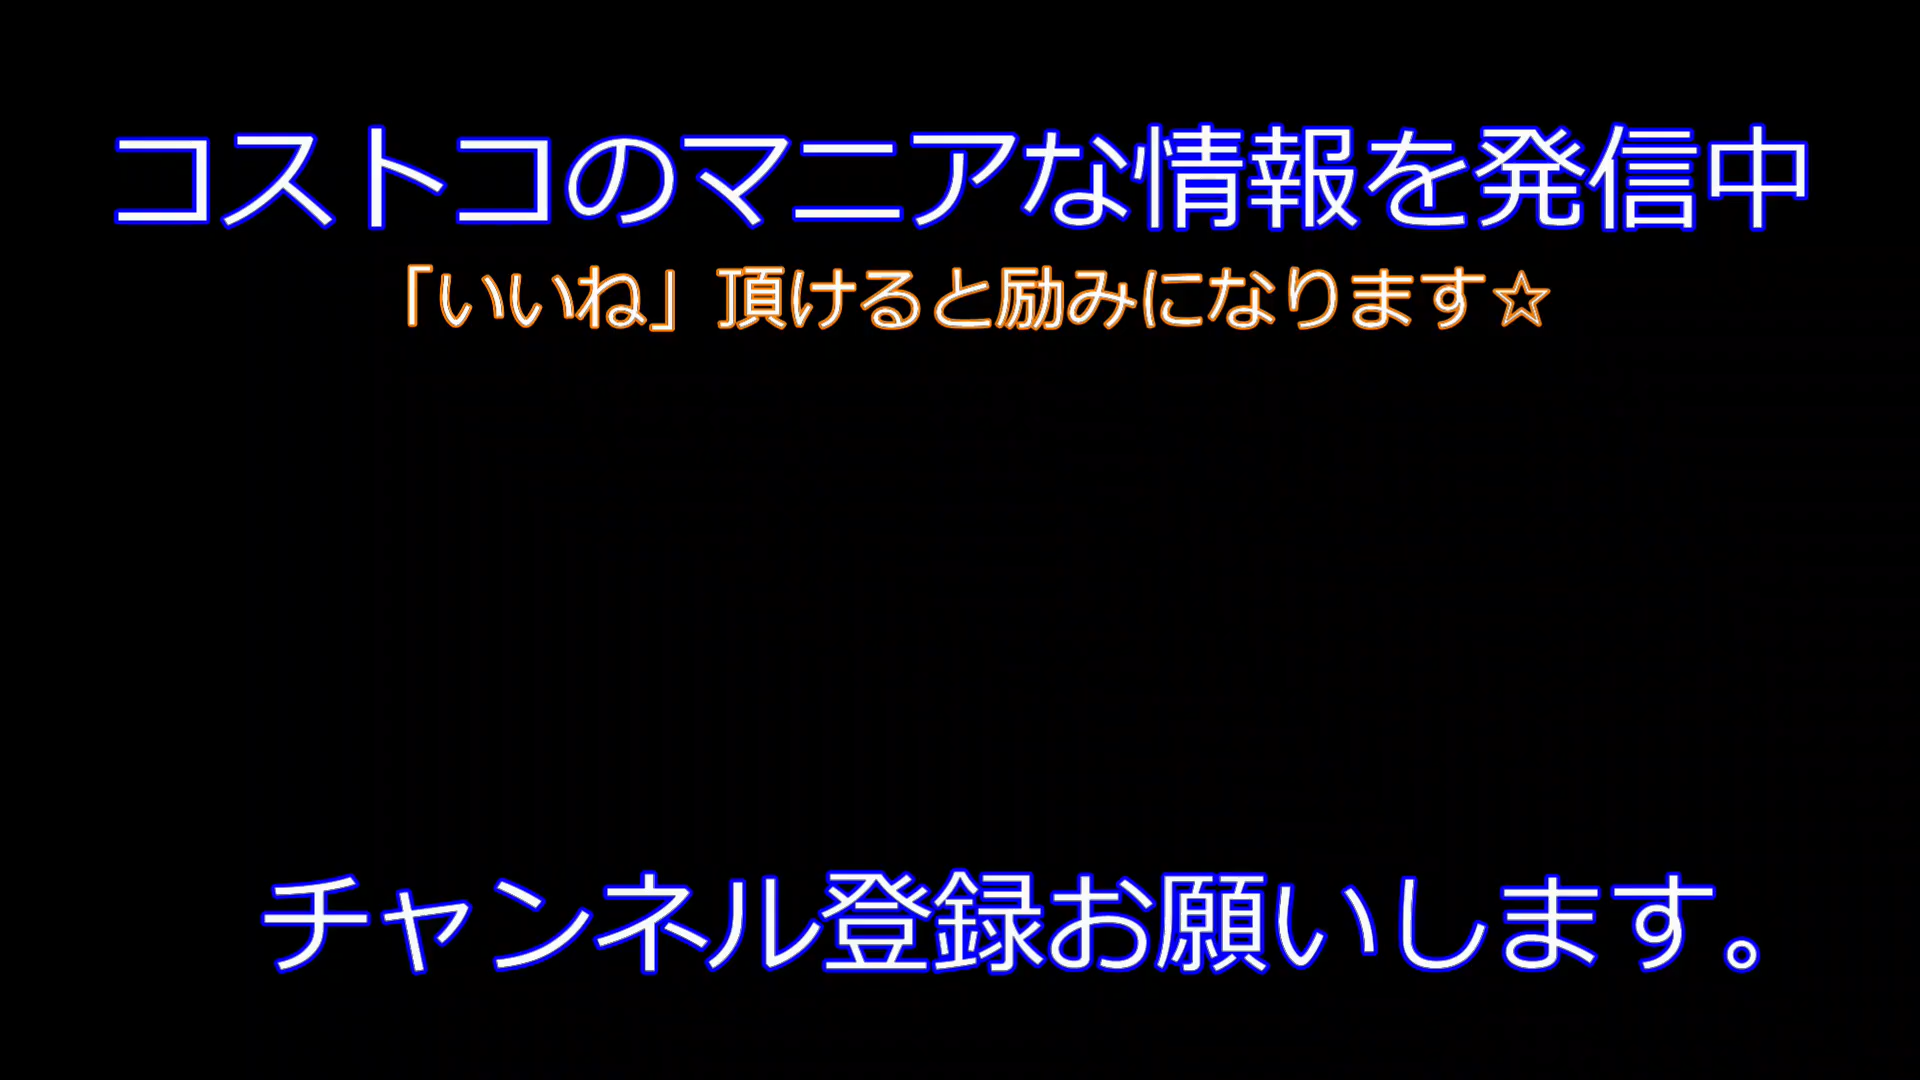 コストコのマニアな情報を発信中
「いいね」頂けると励みになります☆
チャンネル登録お願いします。